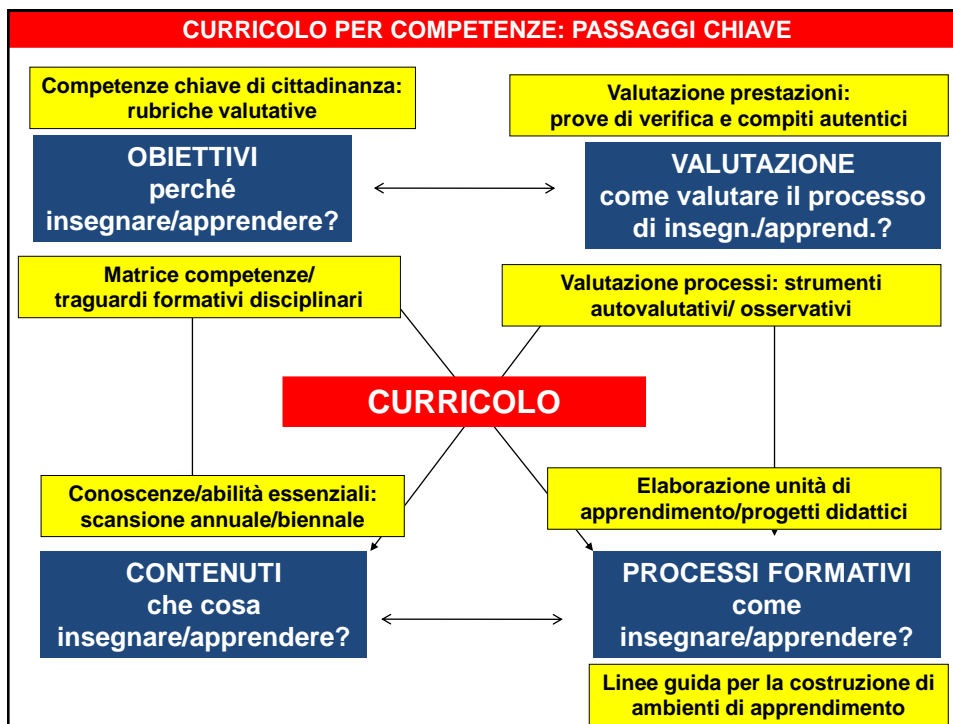 CURRICOLO PER COMPETENZE: PASSAGGI CHIAVE
Competenze chiave di cittadinanza:
rubriche valutative
Valutazione prestazioni:
prove di verifica e compiti autentici
OBIETTIVI
perché
insegnare/apprendere?
VALUTAZIONE
come valutare il processo
di insegn./apprend.?
Matrice competenze/
traguardi formativi disciplinari
Valutazione processi: strumenti
autovalutativi/ osservativi
CURRICOLO
Conoscenze/abilità essenziali:
scansione annuale/biennale
Elaborazione unità di
apprendimento/progetti didattici
CONTENUTI
che cosa
insegnare/apprendere?
PROCESSI FORMATIVI
come
insegnare/apprendere?
Linee guida per la costruzione di
ambienti di apprendimento